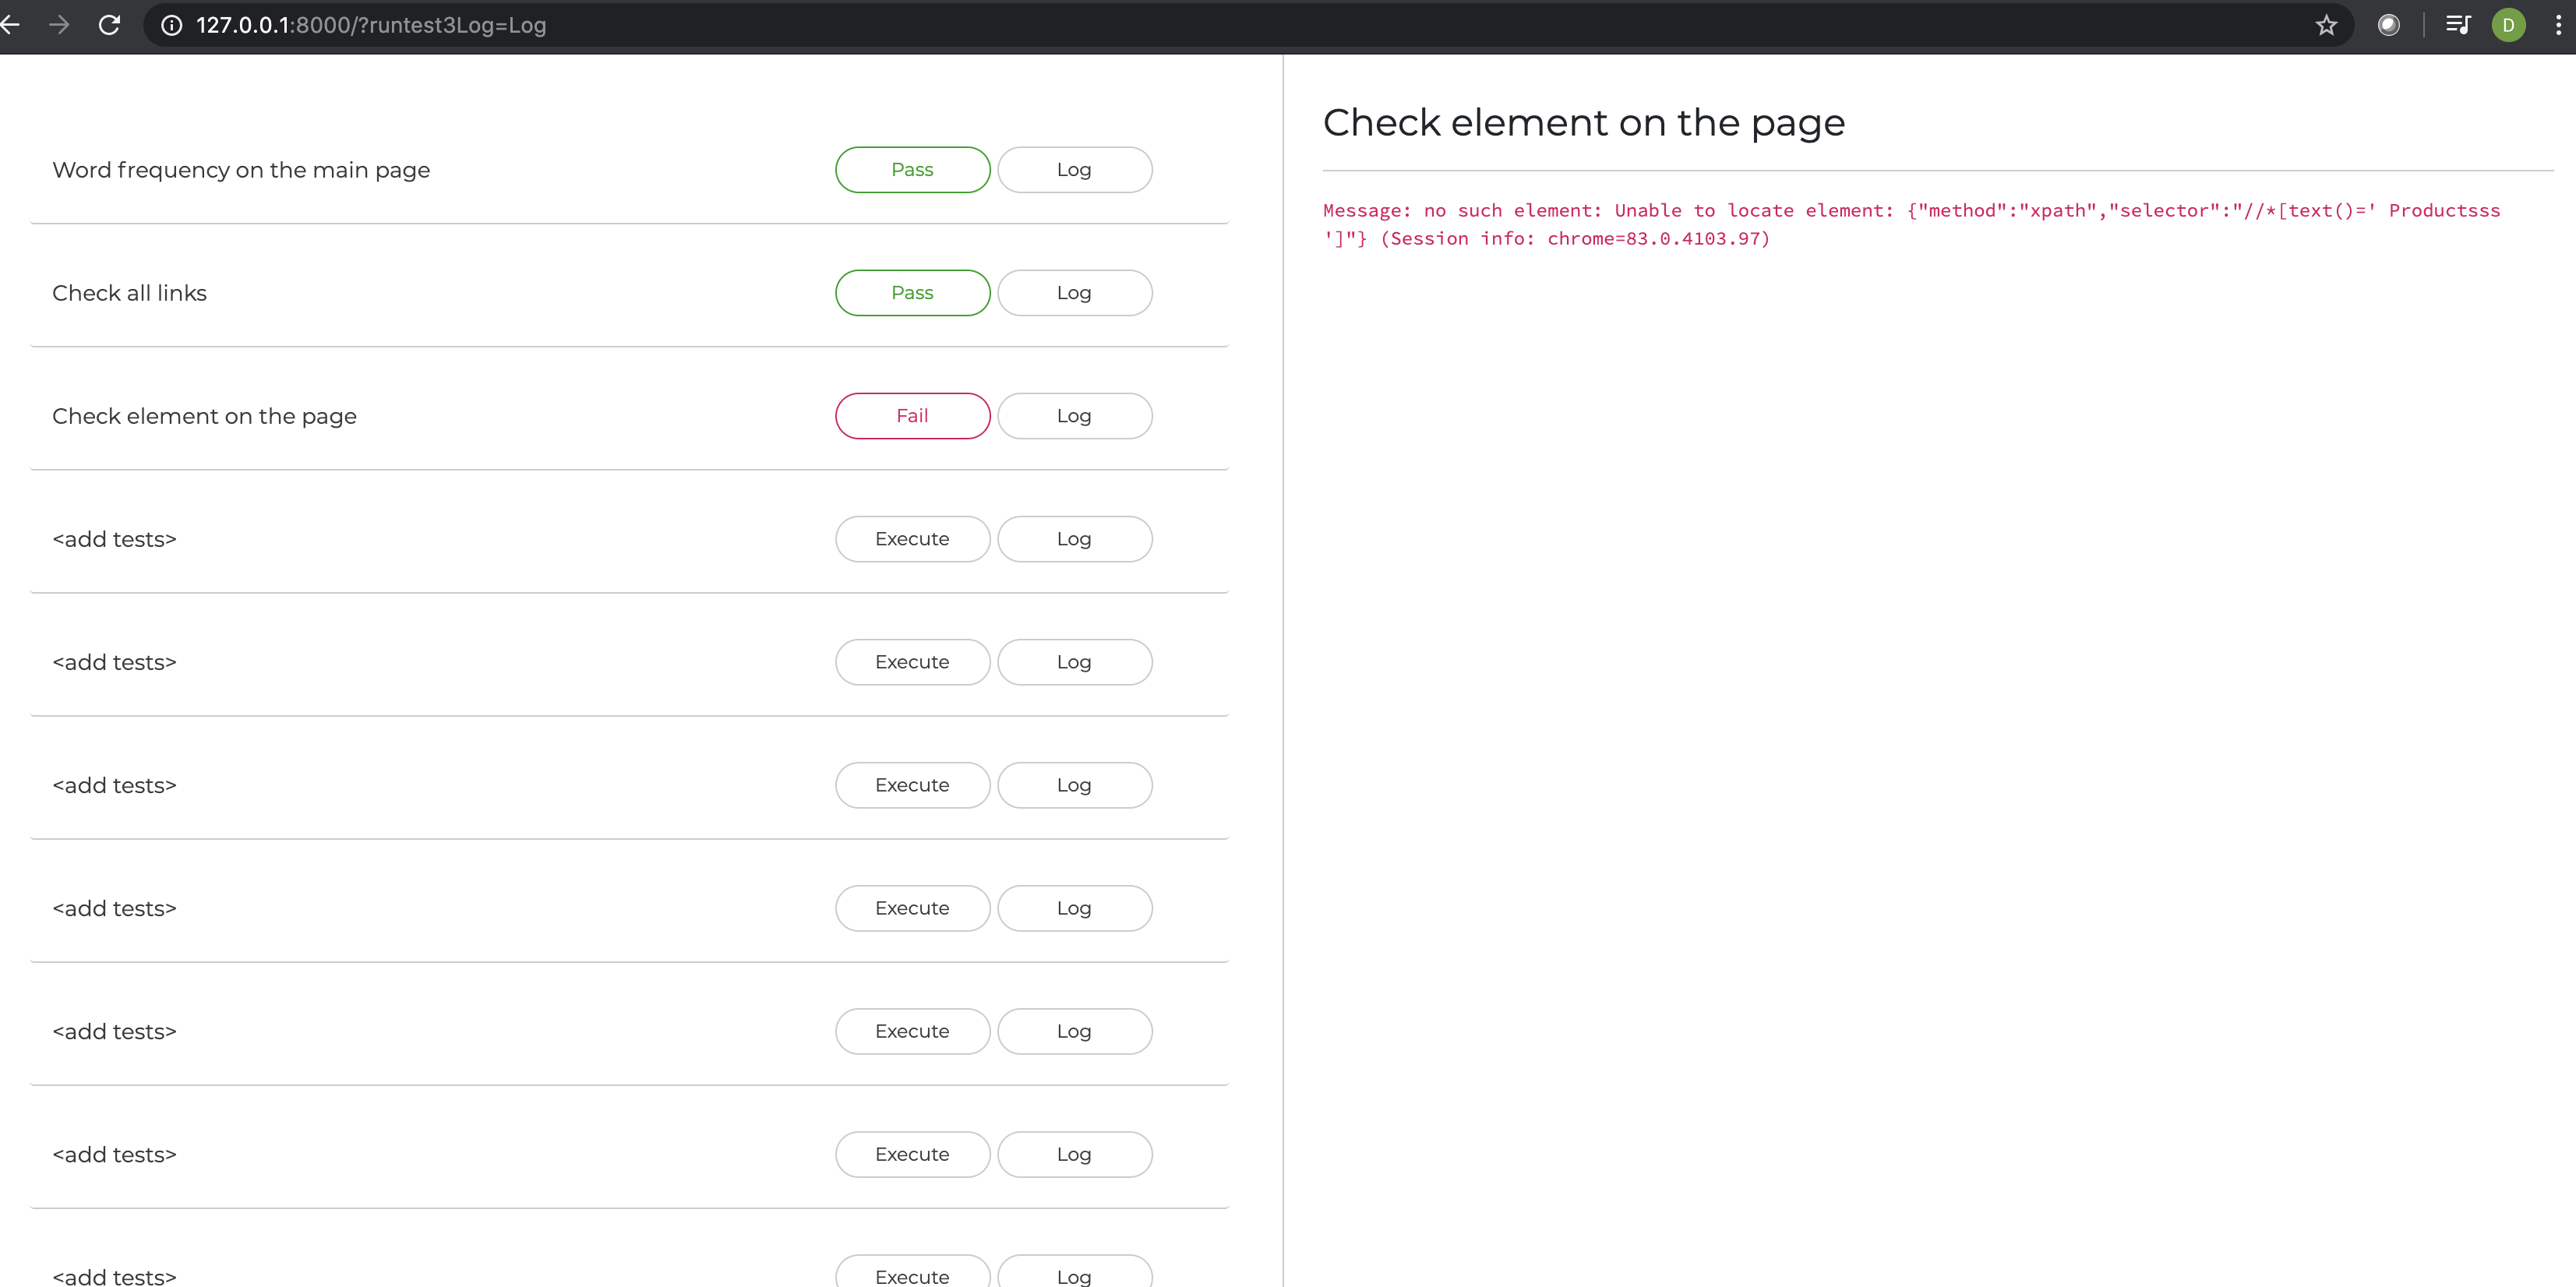 127.0.0.1:8000/?runtest3Log=Log
D
Word frequency on the main page
Pass
Log
Check all links
Pass
Log
Check element on the page
Fail
Log
<add tests>
Execute
Log
<add tests>
Execute
Log
<add tests>
Execute
Log
<add tests>
Execute
Log
<add tests>
Execute
Log
<add tests>
Execute
Log
<add tests>
Execute
Log
Check element on the page
Message: no such element: Unable to locate element: {"method":"xpath","selector":"//*[text()=' Productsss
']"} (Session info: chrome=83.0.4103.97)